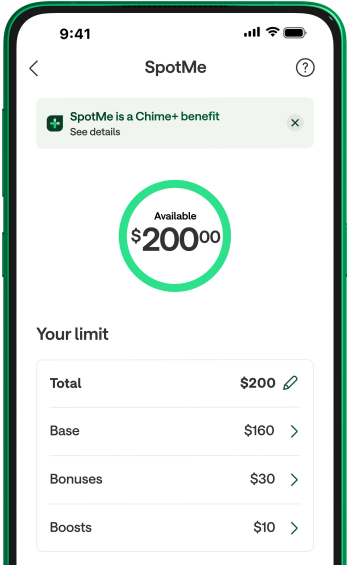 9:41
SpotMe
?
SpotMe is a Chime+ benefit
See details
Available
$20000
Your limit
Total $200
Base $160
Bonuses $30
Boosts $10